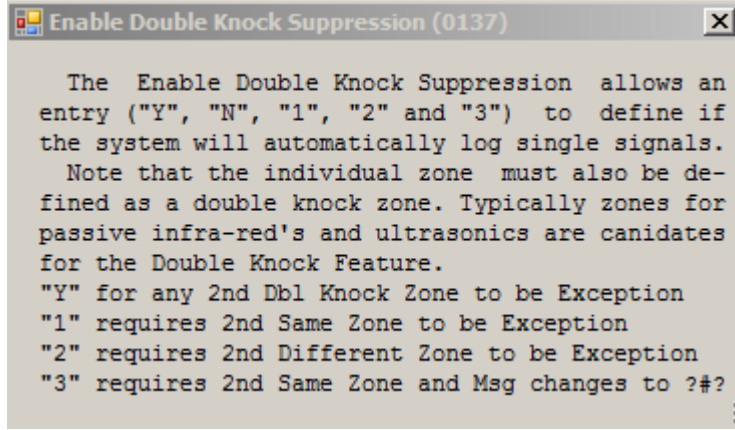 Enable Double Knock Suppression (0137)
The Enable Double Knock Suppression allows an
entry ("Y", "N", "1", "2" and "3") to define if
the system will automatically log single signals.
Note that the individual zone must also be de-
fined as a double knock zone. Typically zones for
passive infra-red's and ultrasonics are canidates
for the Double Knock Feature.
"Y" for any 2nd Dbl Knock Zone to be Exception
"1" requires 2nd Same Zone to be Exception
"2" requires 2nd Different Zone to be Exception
"3" requires 2nd Same Zone and Msg changes to ?#?